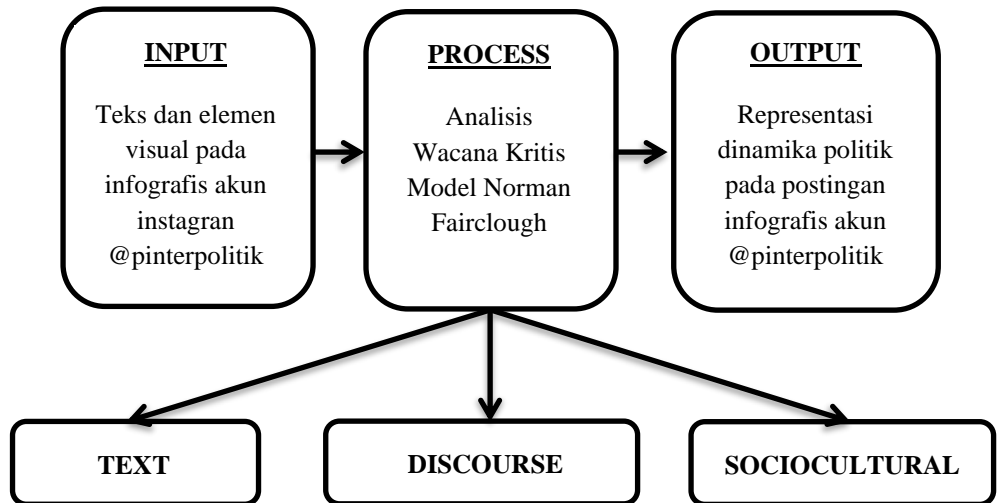 INPUT
Teks dan elemen
visual pada
infografis akun
instagran
@pinterpolitik
PROCESS
Analisis
Wacana Kritis
Model Norman
Fairclough
OUTPUT
Representasi
dinamika politik
pada postingan
infografis akun
@pinterpolitik
TEXT
DISCOURSE
SOCIOCULTURAL